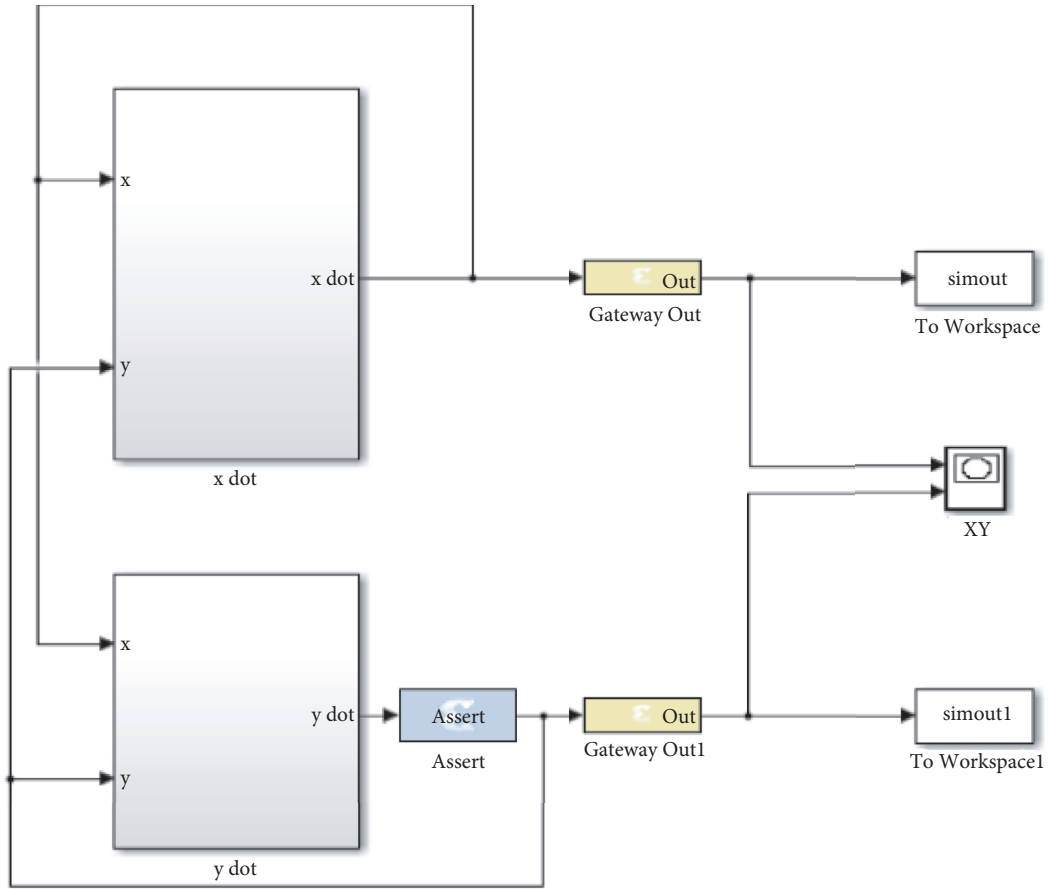 x
x dot
y
x dot
Out
Gateway Out
simout
To Workspace
XY
x
y dot
y
y dot
Assert
Assert
Out
Gateway Out1
simout1
To Workspace1